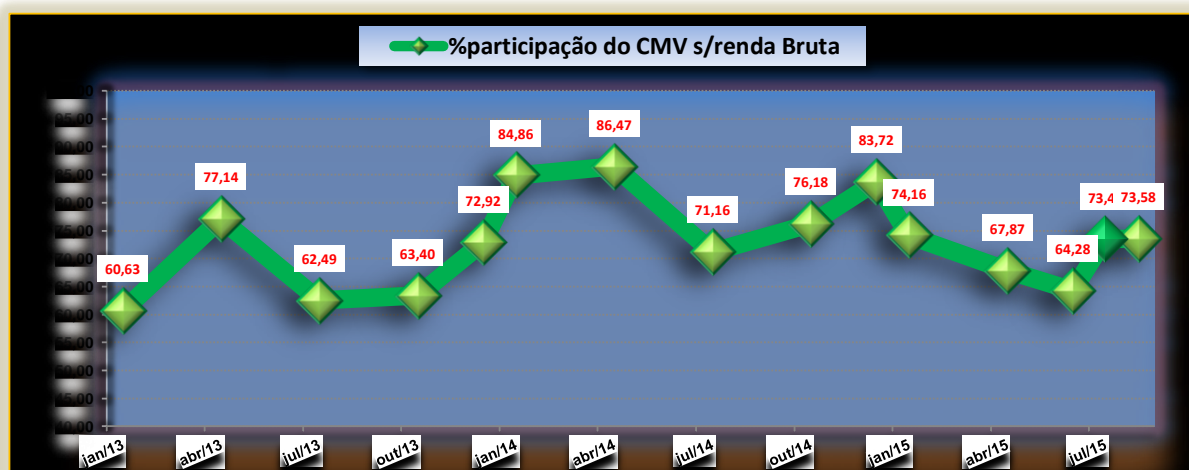 %participação do CMV s/renda Bruta
84,86
86,47
83,72
77,14
72,92
71,16
76,18
74,16
73,4
73,58
60,63
62,49
63,40
67,87
64,28
jan/13
abr/13
jul/13
out/13
jan/14
abr/14
jul/14
out/14
jan/15
abr/15
jul/15